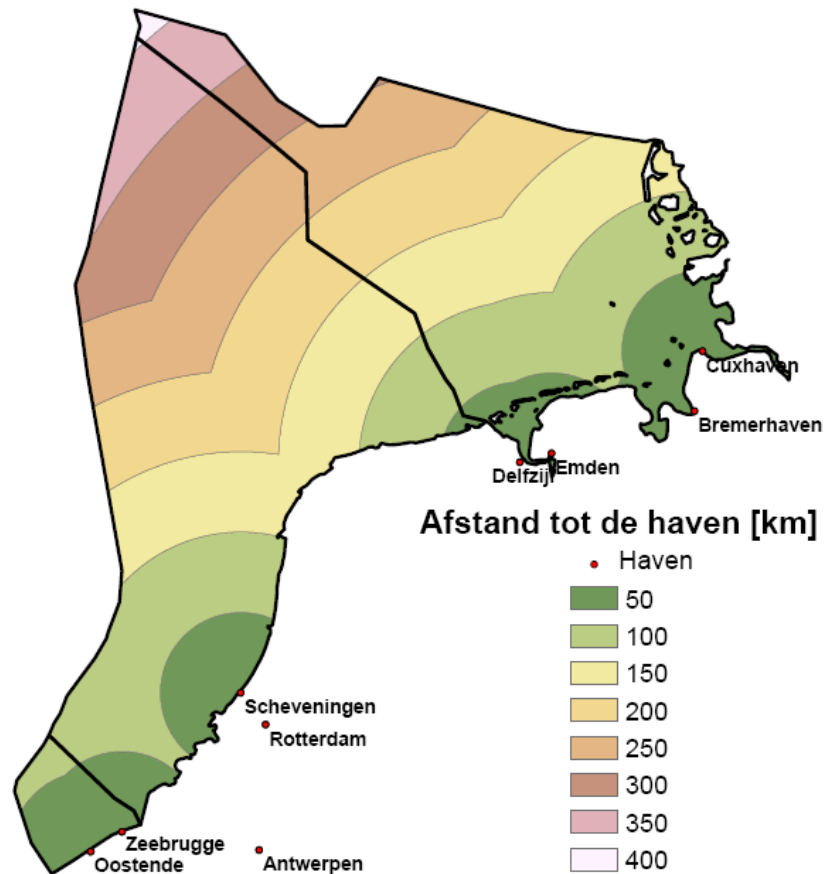 Cuxhaven
Bremerhaven
Emden
Delfzijl
Afstand tot de haven [km]
Haven
50
100
150
200
250
300
350
400
Scheveningen
Rotterdam
Zeebrugge
Oostende
Antwerpen